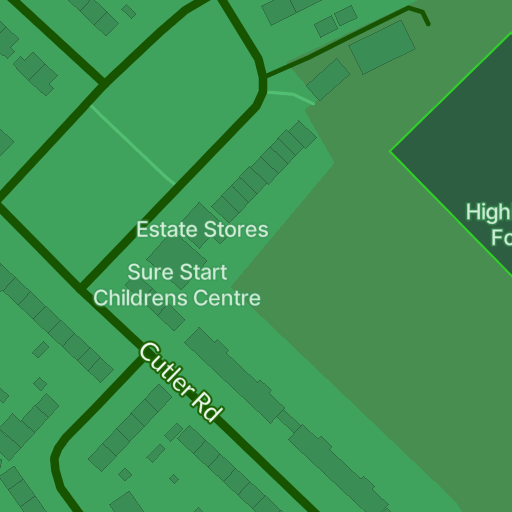 High
Fo
Estate Stores
Sure Start
Childrens Centre
Cutler Rd